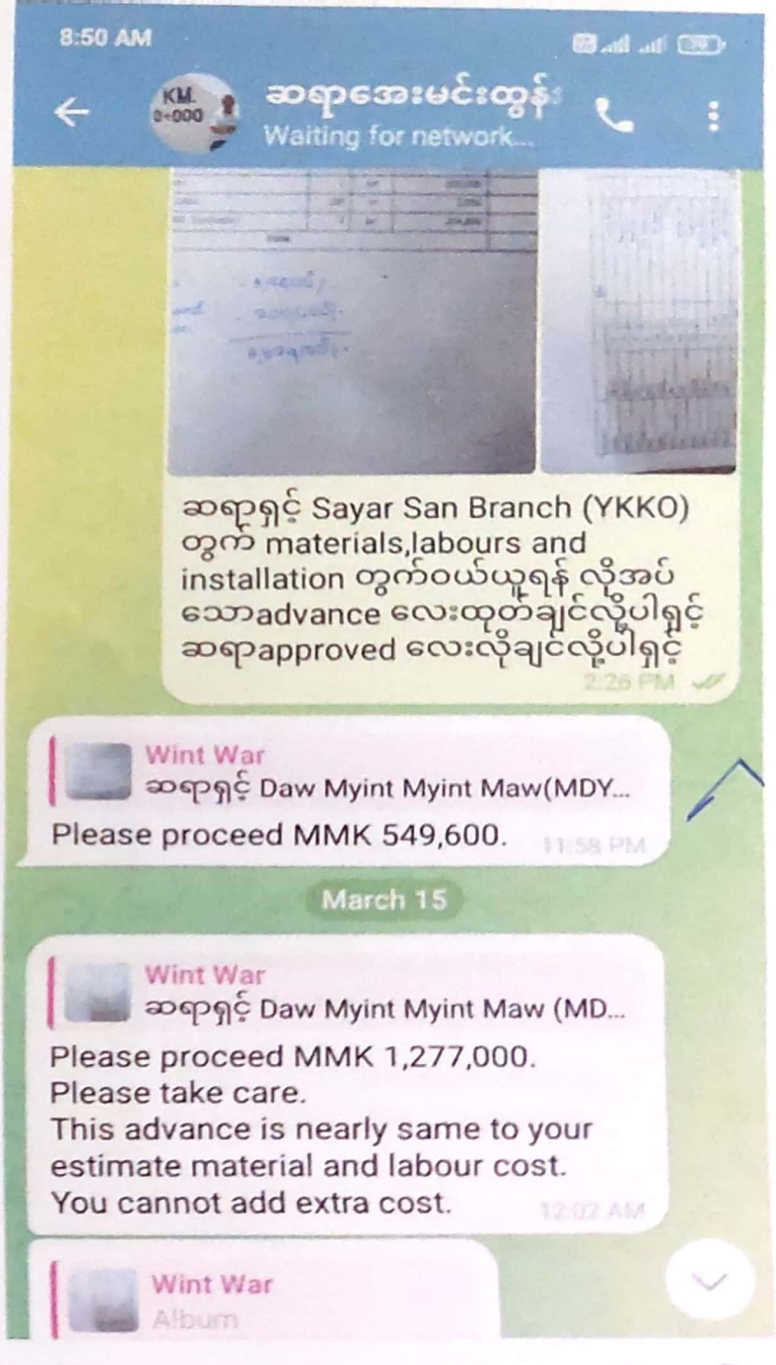 8:50 AM
KM.
0+000
ဆရာအေးမင်းထွန်း
Waiting for network...
ဆရာရှင့် Sayar San Branch (YKKO)
တွက် materials,labours and
installation တွက်ဝယ်ယူရန် လိုအပ်
သောadvance လေးထုတ်ချင်လို့ပါရှင့်
ဆရာapproved လေးလိုချင်လို့ပါရှင့်
2:26 PM
Wint War
ဆရာရှင့် Daw Myint Myint Maw(MDY...
Please proceed MMK 549,600.
11:58 PM
March 15
Wint War
ဆရာရှင့် Daw Myint Myint Maw (MD...
Please proceed MMK 1,277,000.
Please take care.
This advance is nearly same to your
estimate material and labour cost.
You cannot add extra cost.
12:02 AM
Wint War
Album